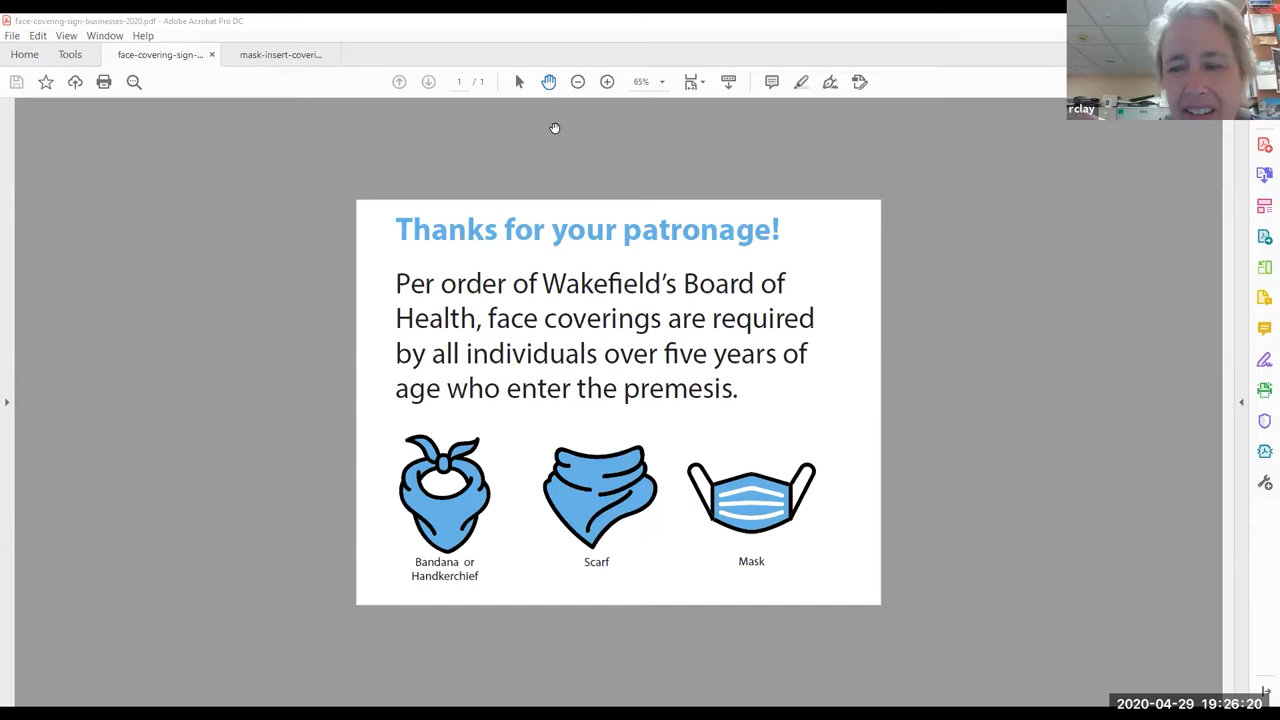 face-covering-sign-businesses-2020.pdf - Adobe Acrobat Pro DC
File Edit View Window Help
Home Tools face-covering-sign-... × mask-insert-coveri...
1 / 1 65%
rclay
Thanks for your patronage!
Per order of Wakefield's Board of
Health, face coverings are required
by all individuals over five years of
age who enter the premesis.
Bandana or
Handkerchief
Scarf
Mask
2020-04-29 19:26:20